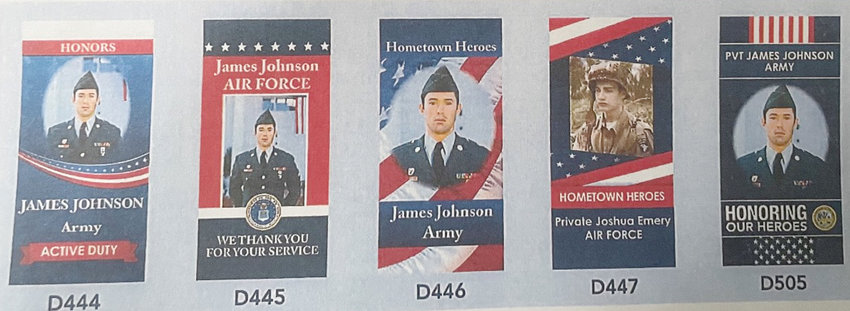 HONORS
JAMES JOHNSON
Army
ACTIVE DUTY
D444
James Johnson
AIR FORCE
WE THANK YOU
FOR YOUR SERVICE
D445
Hometown Heroes
James Johnson
Army
D446
HOMETOWN HEROES
Private Joshua Emery
AIR FORCE
D447
PVT JAMES JOHNSON
ARMY
HONORING
OUR HEROES
D505